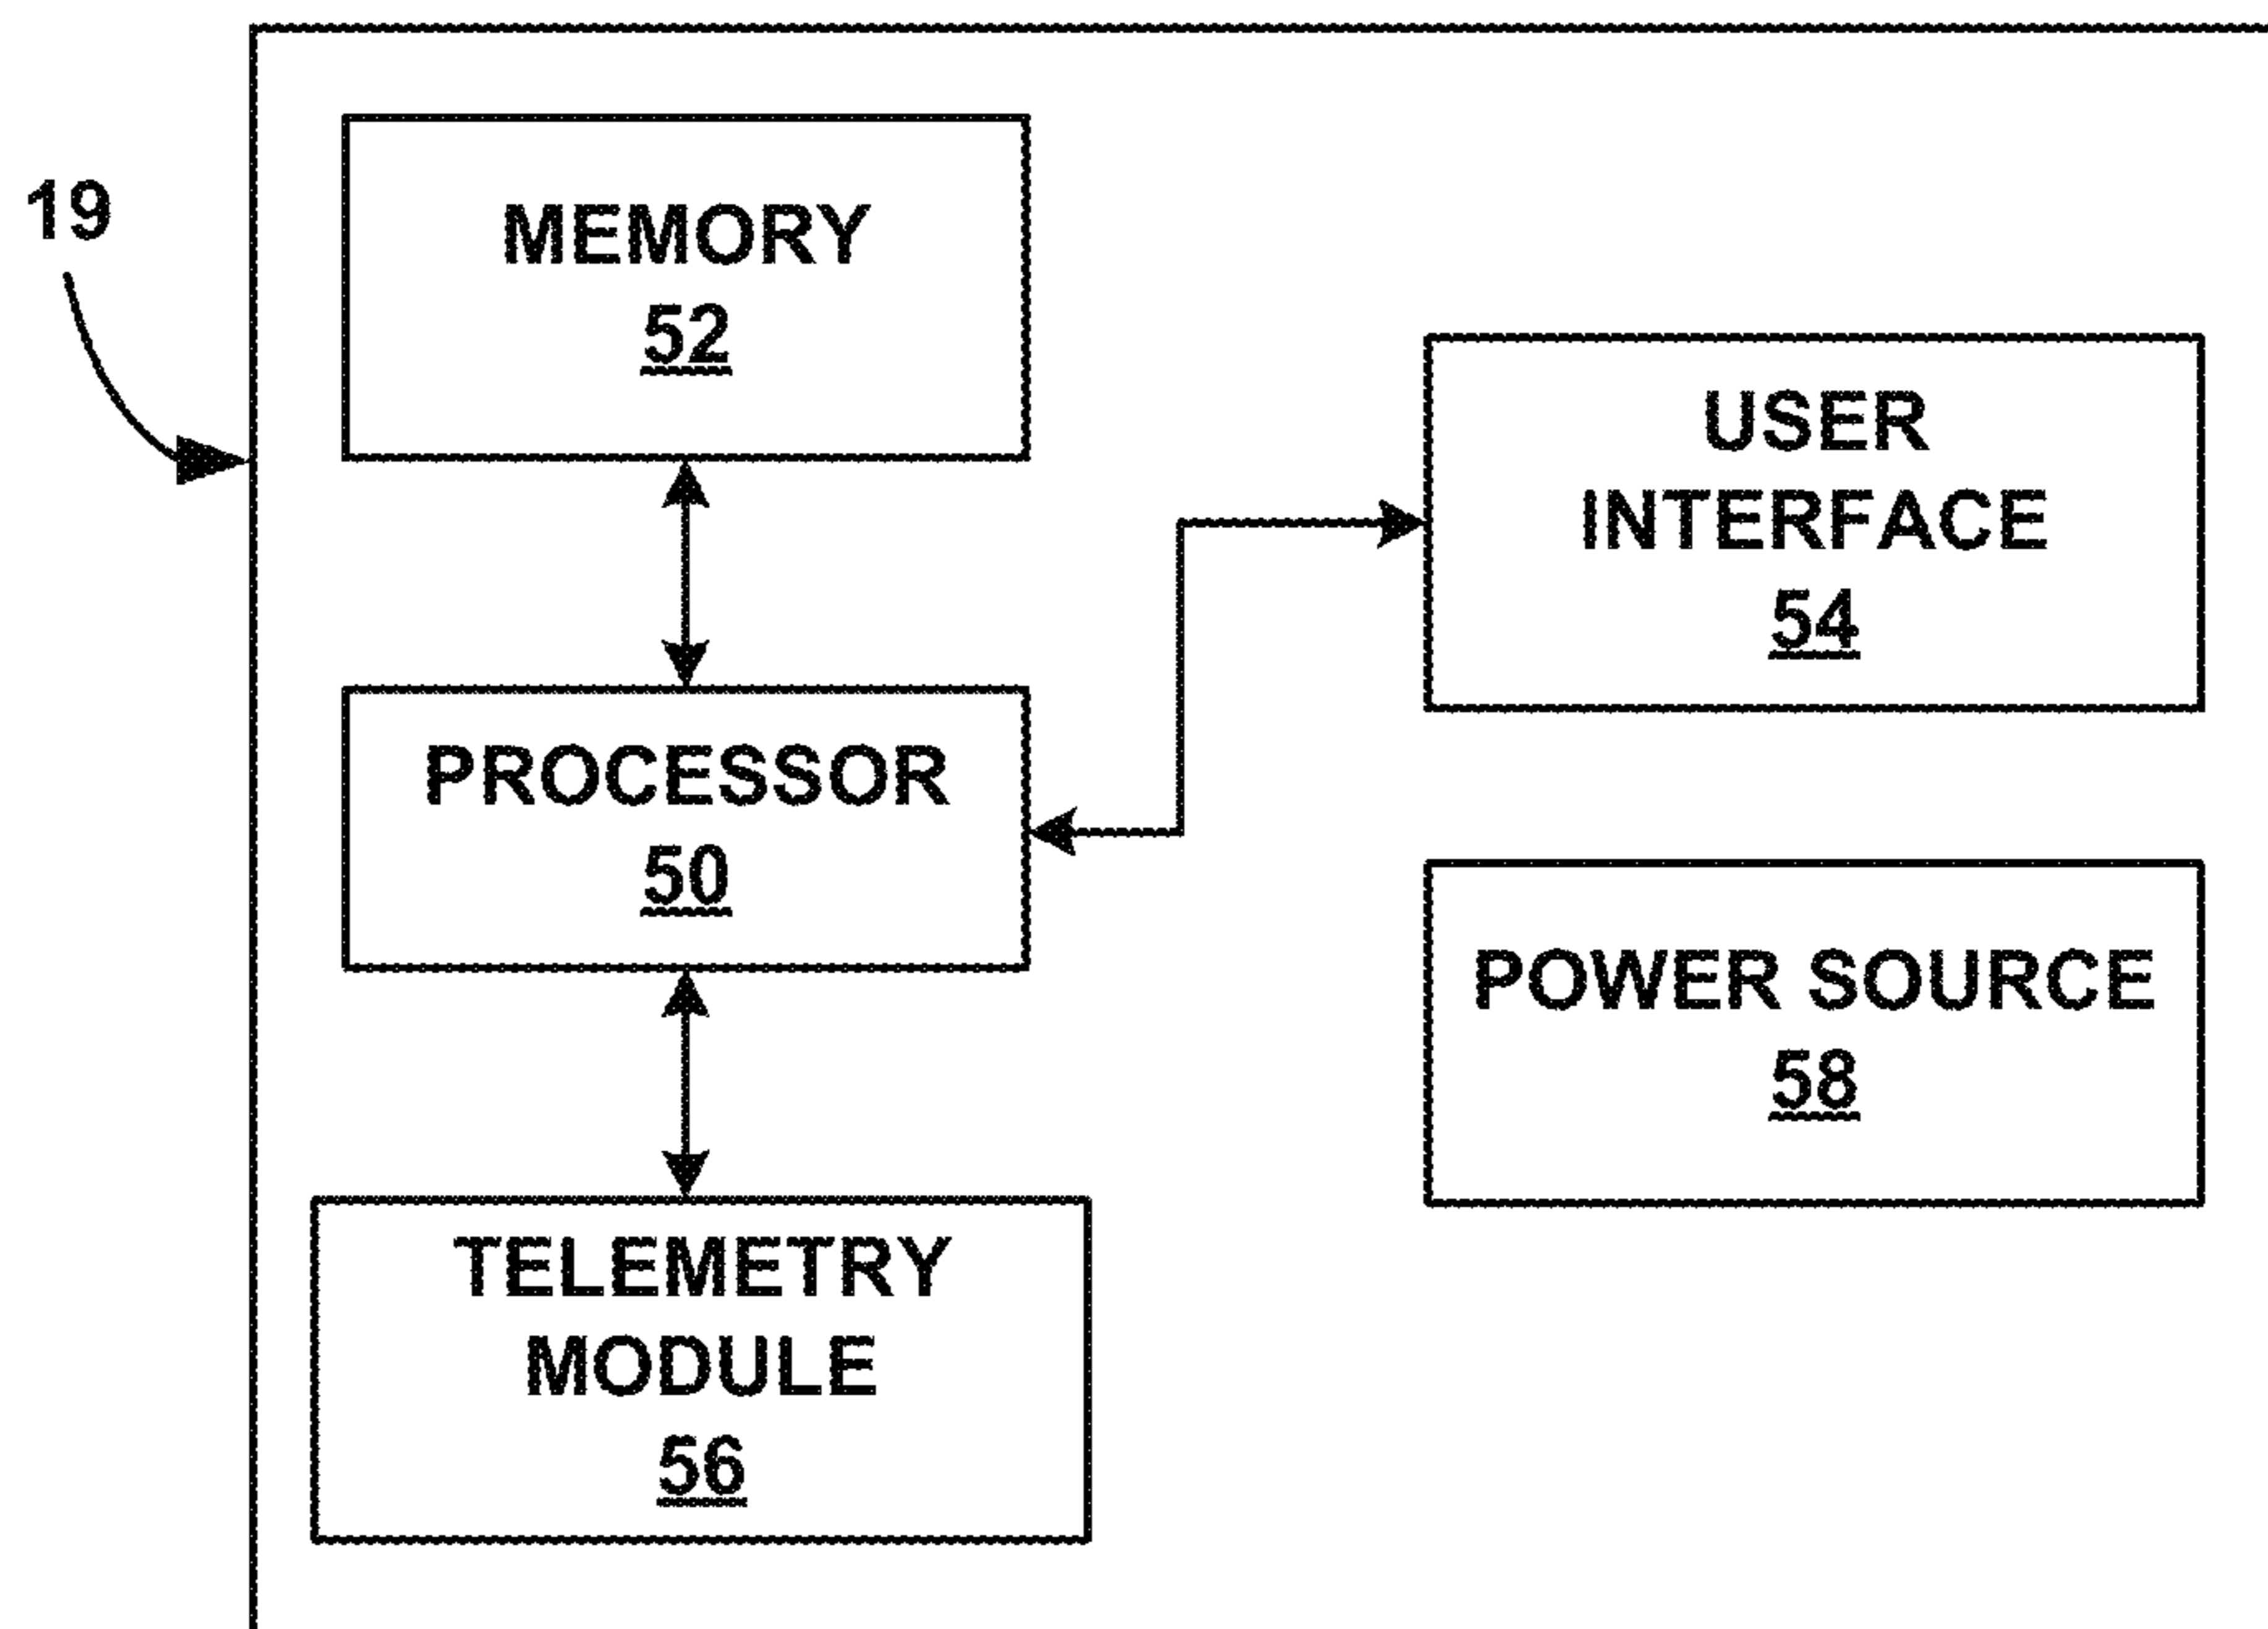 19
MEMORY
52
USER
INTERFACE
54
PROCESSOR
50
POWER SOURCE
58
TELEMETRY
MODULE
56